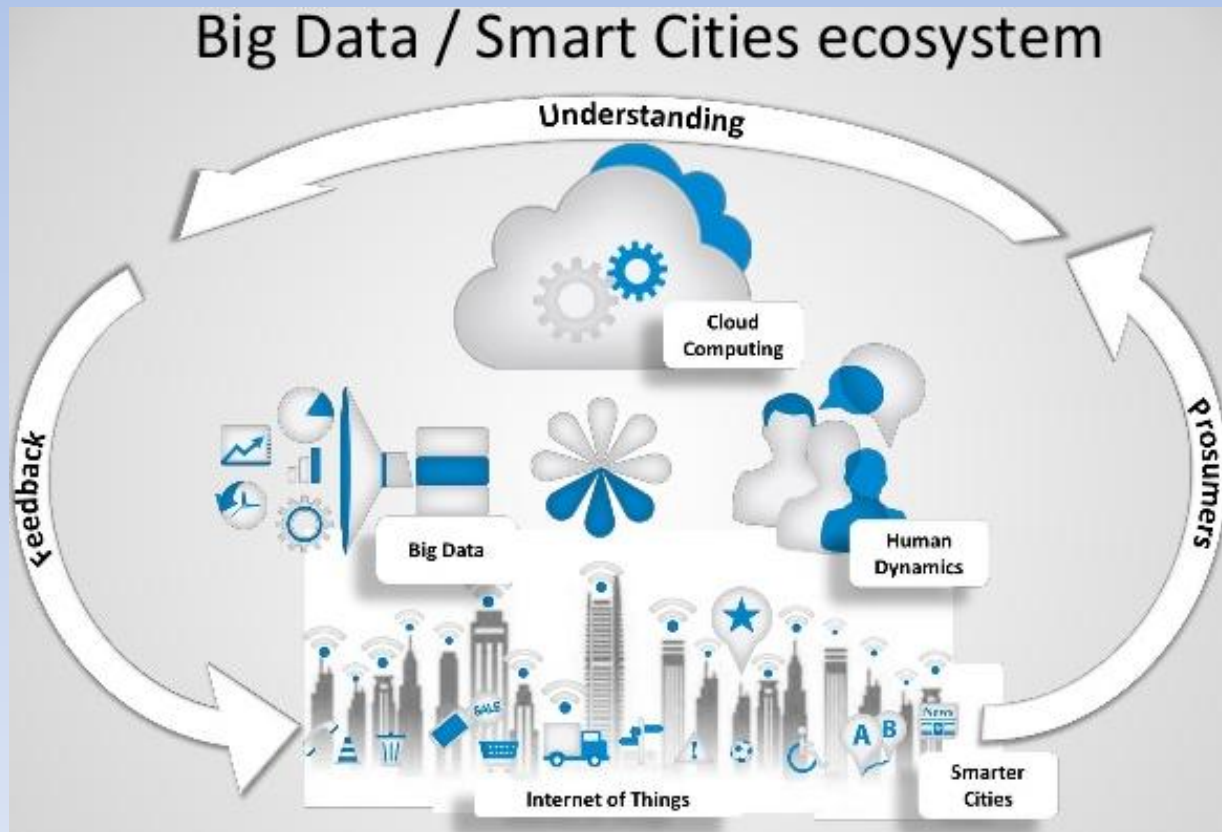 Big Data / Smart Cities ecosystem
Understanding
Cloud
Computing
Feedback
Prosumers
Big Data
Human
Dynamics
SALE
News
A B
Internet of Things
Smarter
Cities